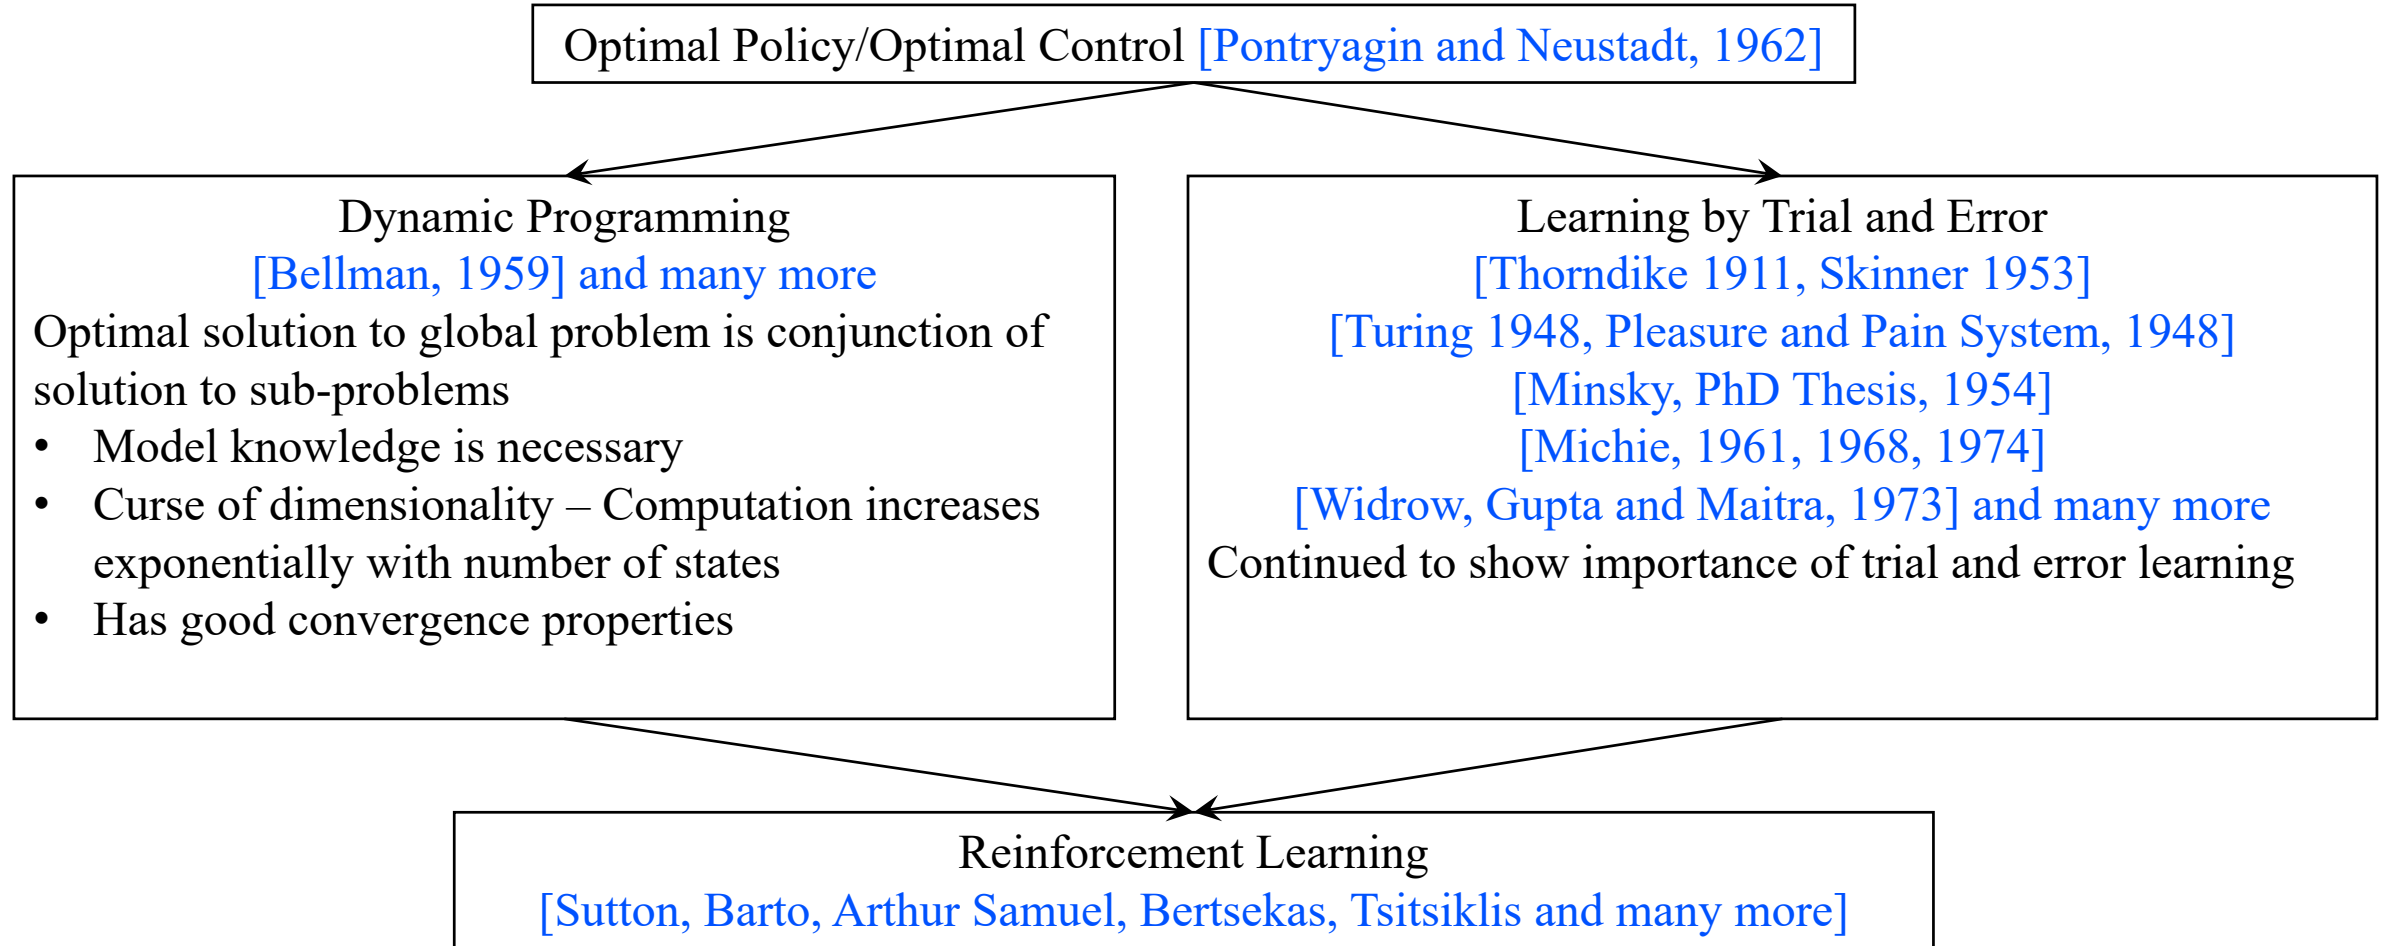 Optimal Policy/Optimal Control [Pontryagin and Neustadt, 1962]
Dynamic Programming
[Bellman, 1959] and many more
Optimal solution to global problem is conjunction of
solution to sub-problems
• Model knowledge is necessary
• Curse of dimensionality – Computation increases
exponentially with number of states
• Has good convergence properties
Learning by Trial and Error
[Thorndike 1911, Skinner 1953]
[Turing 1948, Pleasure and Pain System, 1948]
[Minsky, PhD Thesis, 1954]
[Michie, 1961, 1968, 1974]
[Widrow, Gupta and Maitra, 1973] and many more
Continued to show importance of trial and error learning
Reinforcement Learning
[Sutton, Barto, Arthur Samuel, Bertsekas, Tsitsiklis and many more]